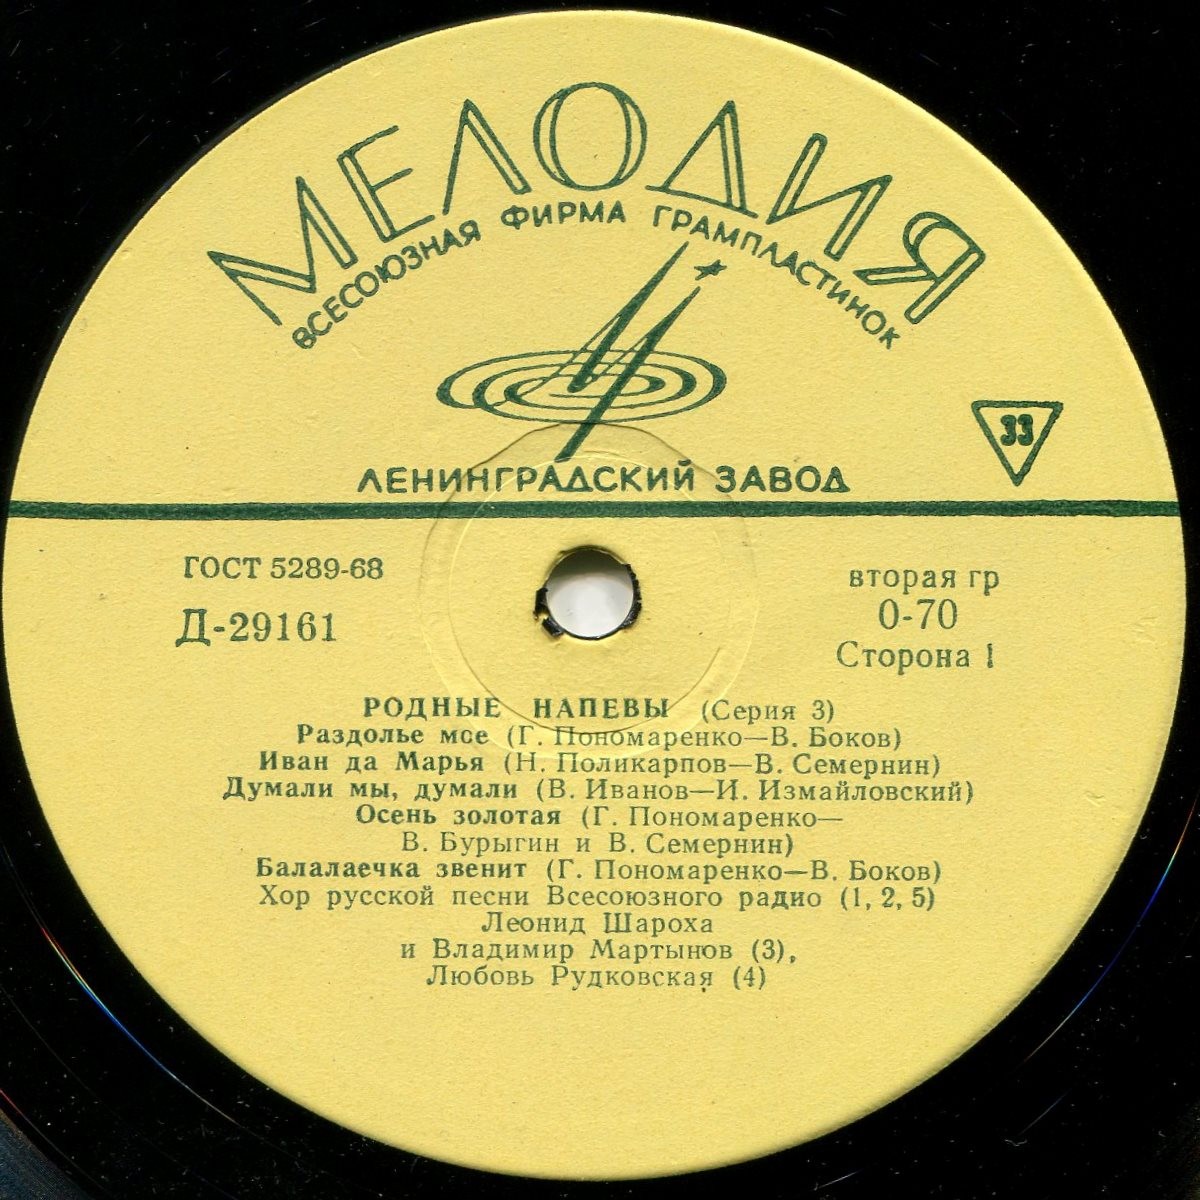 МЕЛОДИЯ
ВСЕСОЮЗНАЯ ФИРМА ГРАМПЛАСТИНОК
33
ЛЕНИНГРАДСКИЙ ЗАВОД
ГОСТ 5289-68
Д-29161
вторая гр
0-70
Сторона 1
РОДНЫЕ НАПЕВЫ (Серия 3)
Раздолье мое (Г. Пономаренко—В. Боков)
Иван да Марья (Н. Поликарпов—В. Семернин)
Думали мы, думали (В. Иванов—И. Измайловский)
Осень золотая (Г. Пономаренко—
В. Бурыгин и В. Семернин)
Балалаечка звенит (Г. Пономаренко—В. Боков)
Хор русской песни Всесоюзного радио (1, 2, 5)
Леонид Шароха
и Владимир Мартынов (3),
Любовь Рудковская (4)